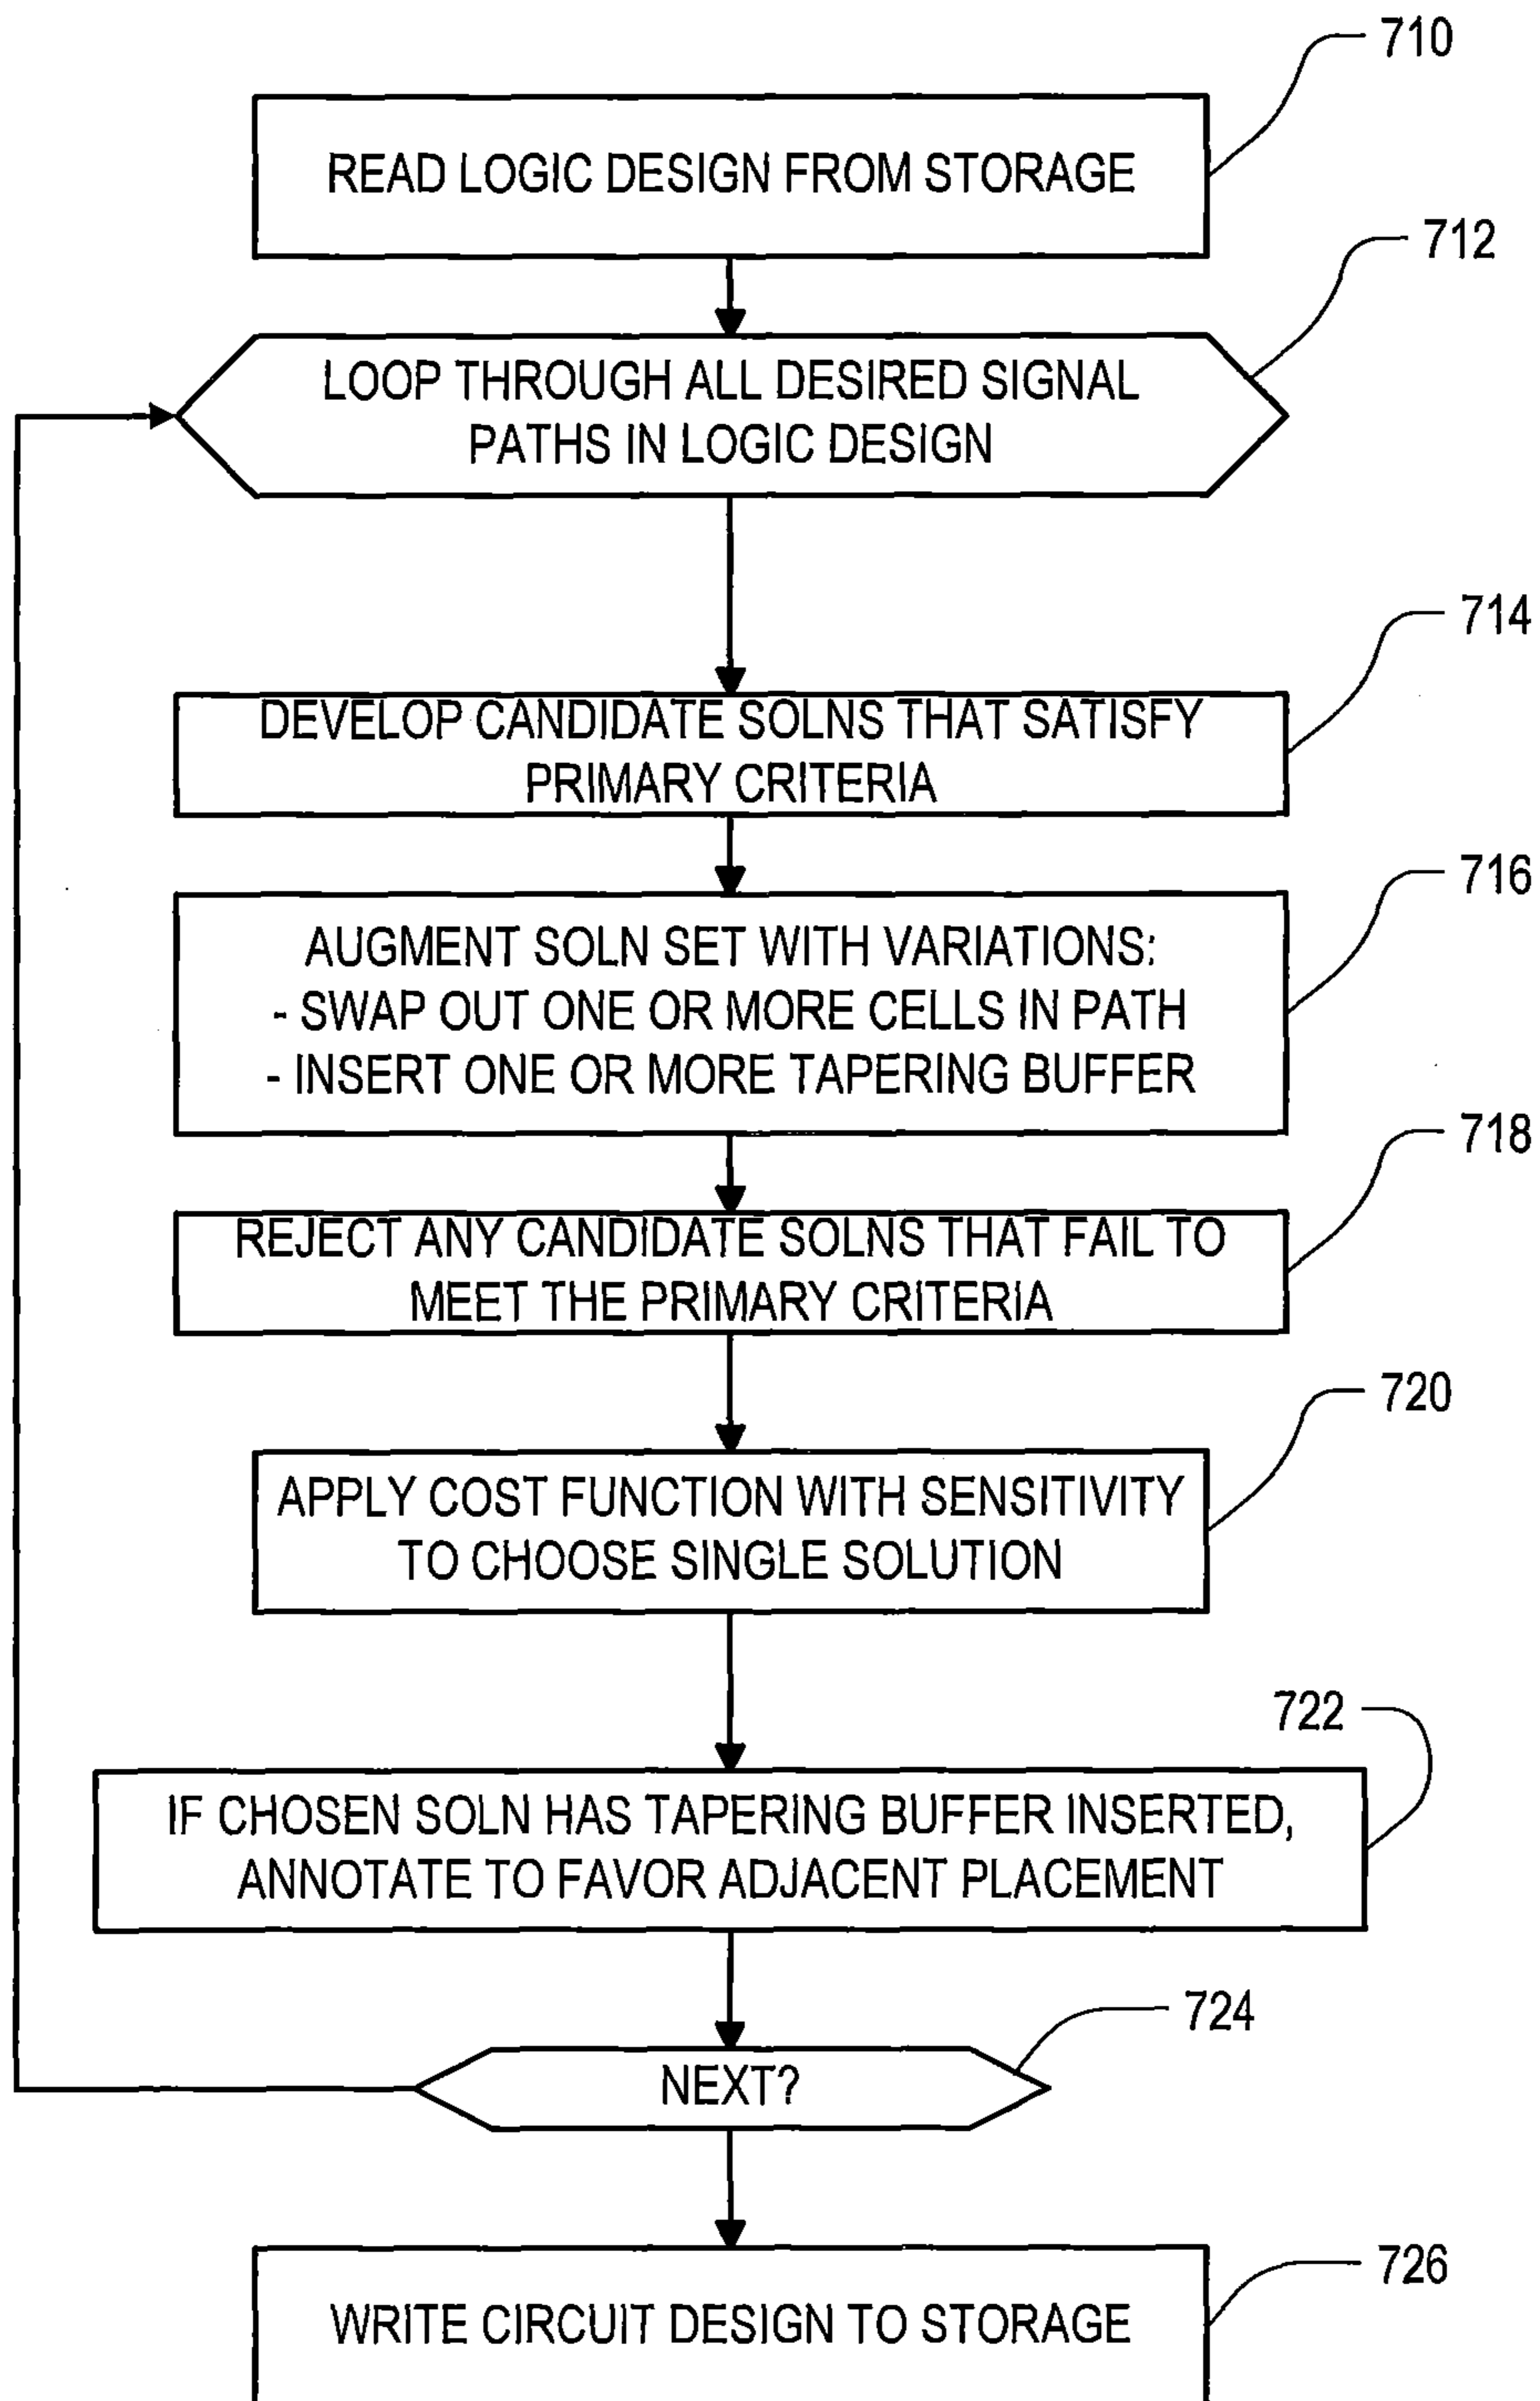 710
READ LOGIC DESIGN FROM STORAGE
712
LOOP THROUGH ALL DESIRED SIGNAL
PATHS IN LOGIC DESIGN
714
DEVELOP CANDIDATE SOLNS THAT SATISFY
PRIMARY CRITERIA
716
AUGMENT SOLN SET WITH VARIATIONS:
- SWAP OUT ONE OR MORE CELLS IN PATH
- INSERT ONE OR MORE TAPERING BUFFER
718
REJECT ANY CANDIDATE SOLNS THAT FAIL TO
MEET THE PRIMARY CRITERIA
720
APPLY COST FUNCTION WITH SENSITIVITY
TO CHOOSE SINGLE SOLUTION
722
IF CHOSEN SOLN HAS TAPERING BUFFER INSERTED,
ANNOTATE TO FAVOR ADJACENT PLACEMENT
724
NEXT?
726
WRITE CIRCUIT DESIGN TO STORAGE